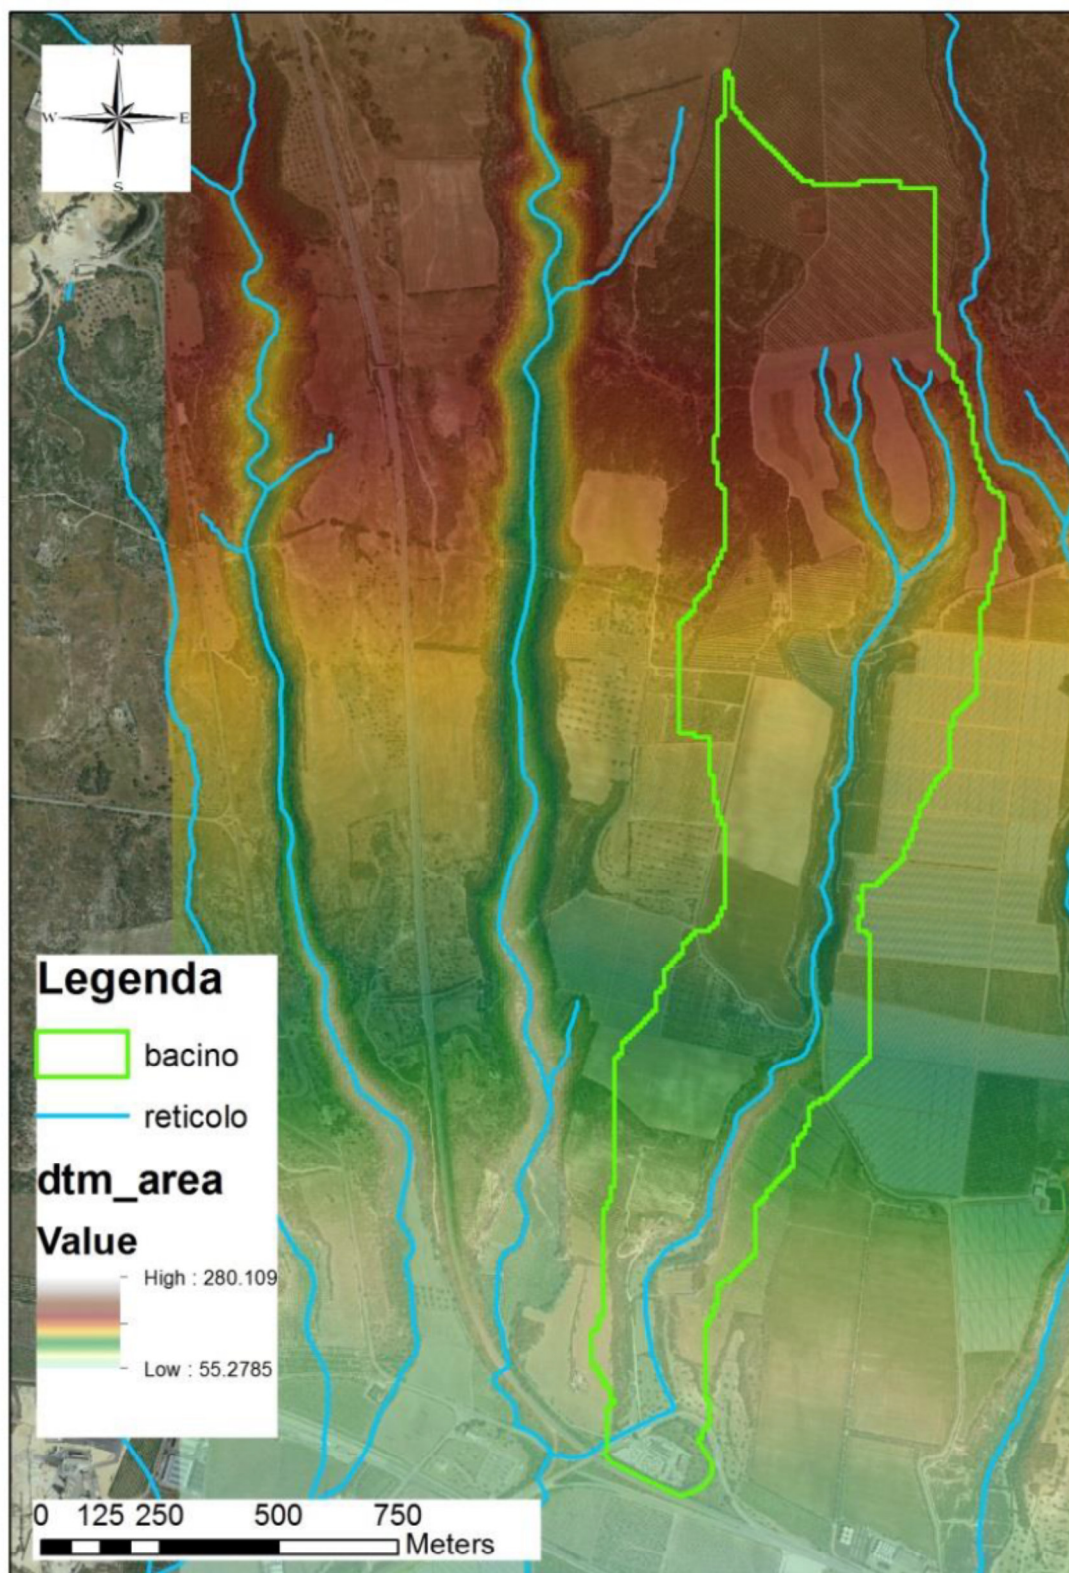 N
W E
S
Legenda
bacino
reticolo
dtm_area
Value
High : 280.109
Low : 55.2785
0 125 250 500 750
Meters